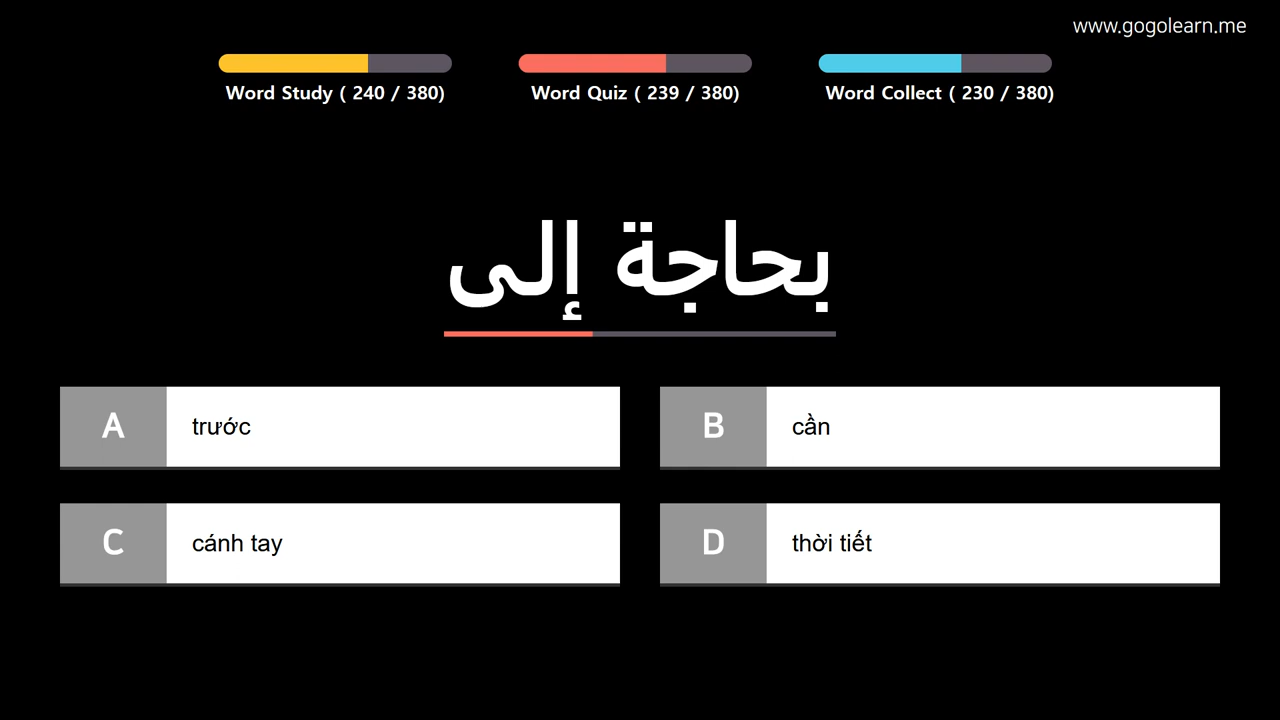 www.gogolearn.me
Word Study ( 240 / 380)
Word Quiz ( 239 / 380)
Word Collect ( 230 / 380)
بحاجة إلى
A trước
B cần
C cánh tay
D thời tiết